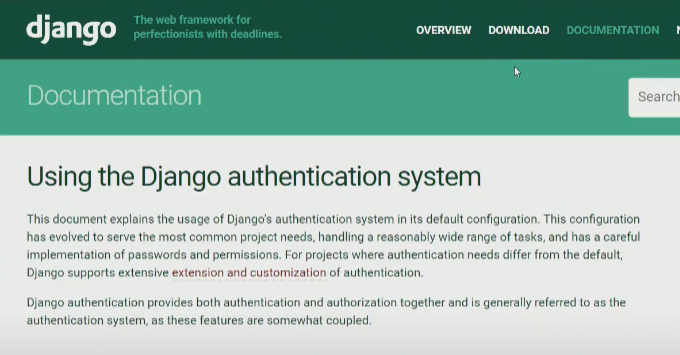 django
The web framework for
perfectionists with deadlines.
OVERVIEW DOWNLOAD DOCUMENTATION
Documentation
Search
Using the Django authentication system
This document explains the usage of Django's authentication system in its default configuration. This configuration
has evolved to serve the most common project needs, handling a reasonably wide range of tasks, and has a careful
implementation of passwords and permissions. For projects where authentication needs differ from the default,
Django supports extensive extension and customization of authentication.
Django authentication provides both authentication and authorization together and is generally referred to as the
authentication system, as these features are somewhat coupled.